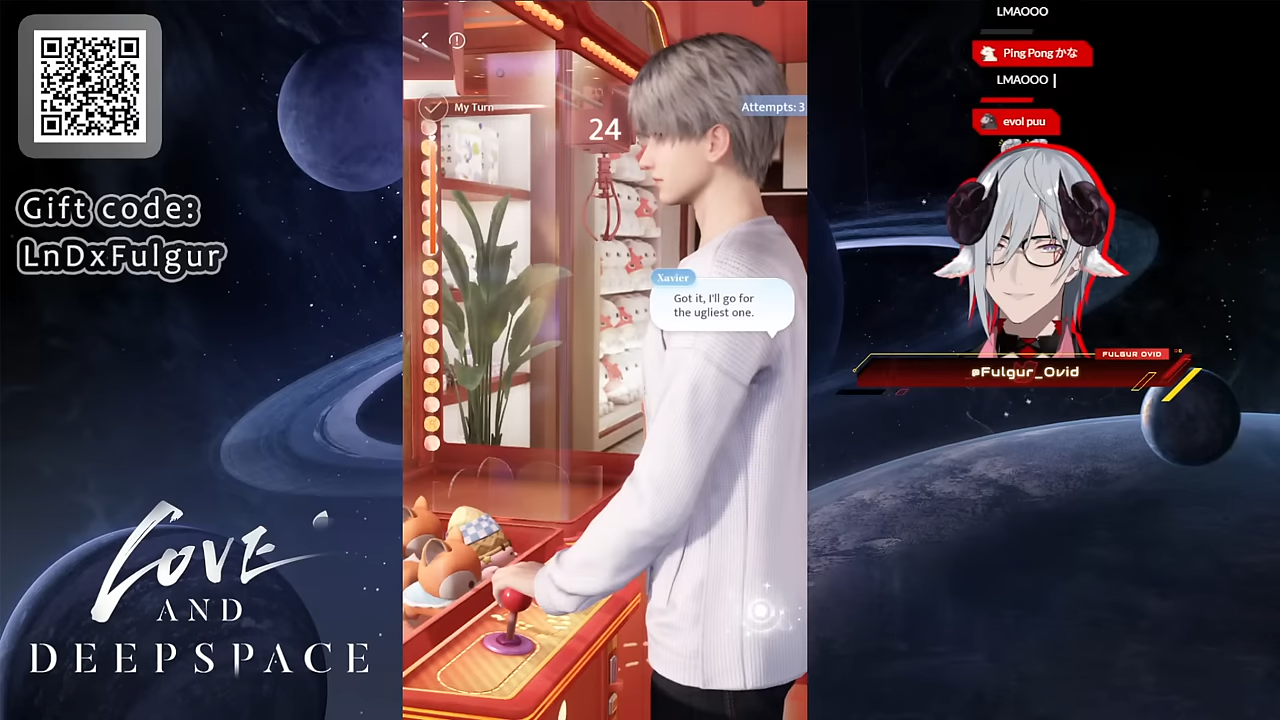 Gift code:
LnDxFulgur
LOVE
AND
DEEPSPACE
My Turn
Attempts: 3
24
Xavier
Got it, I'll go for
the ugliest one.
LMAOOO
Ping Pong かな
LMAOOO
evol puu
FULGUR OVID
@Fulgur_Ovid